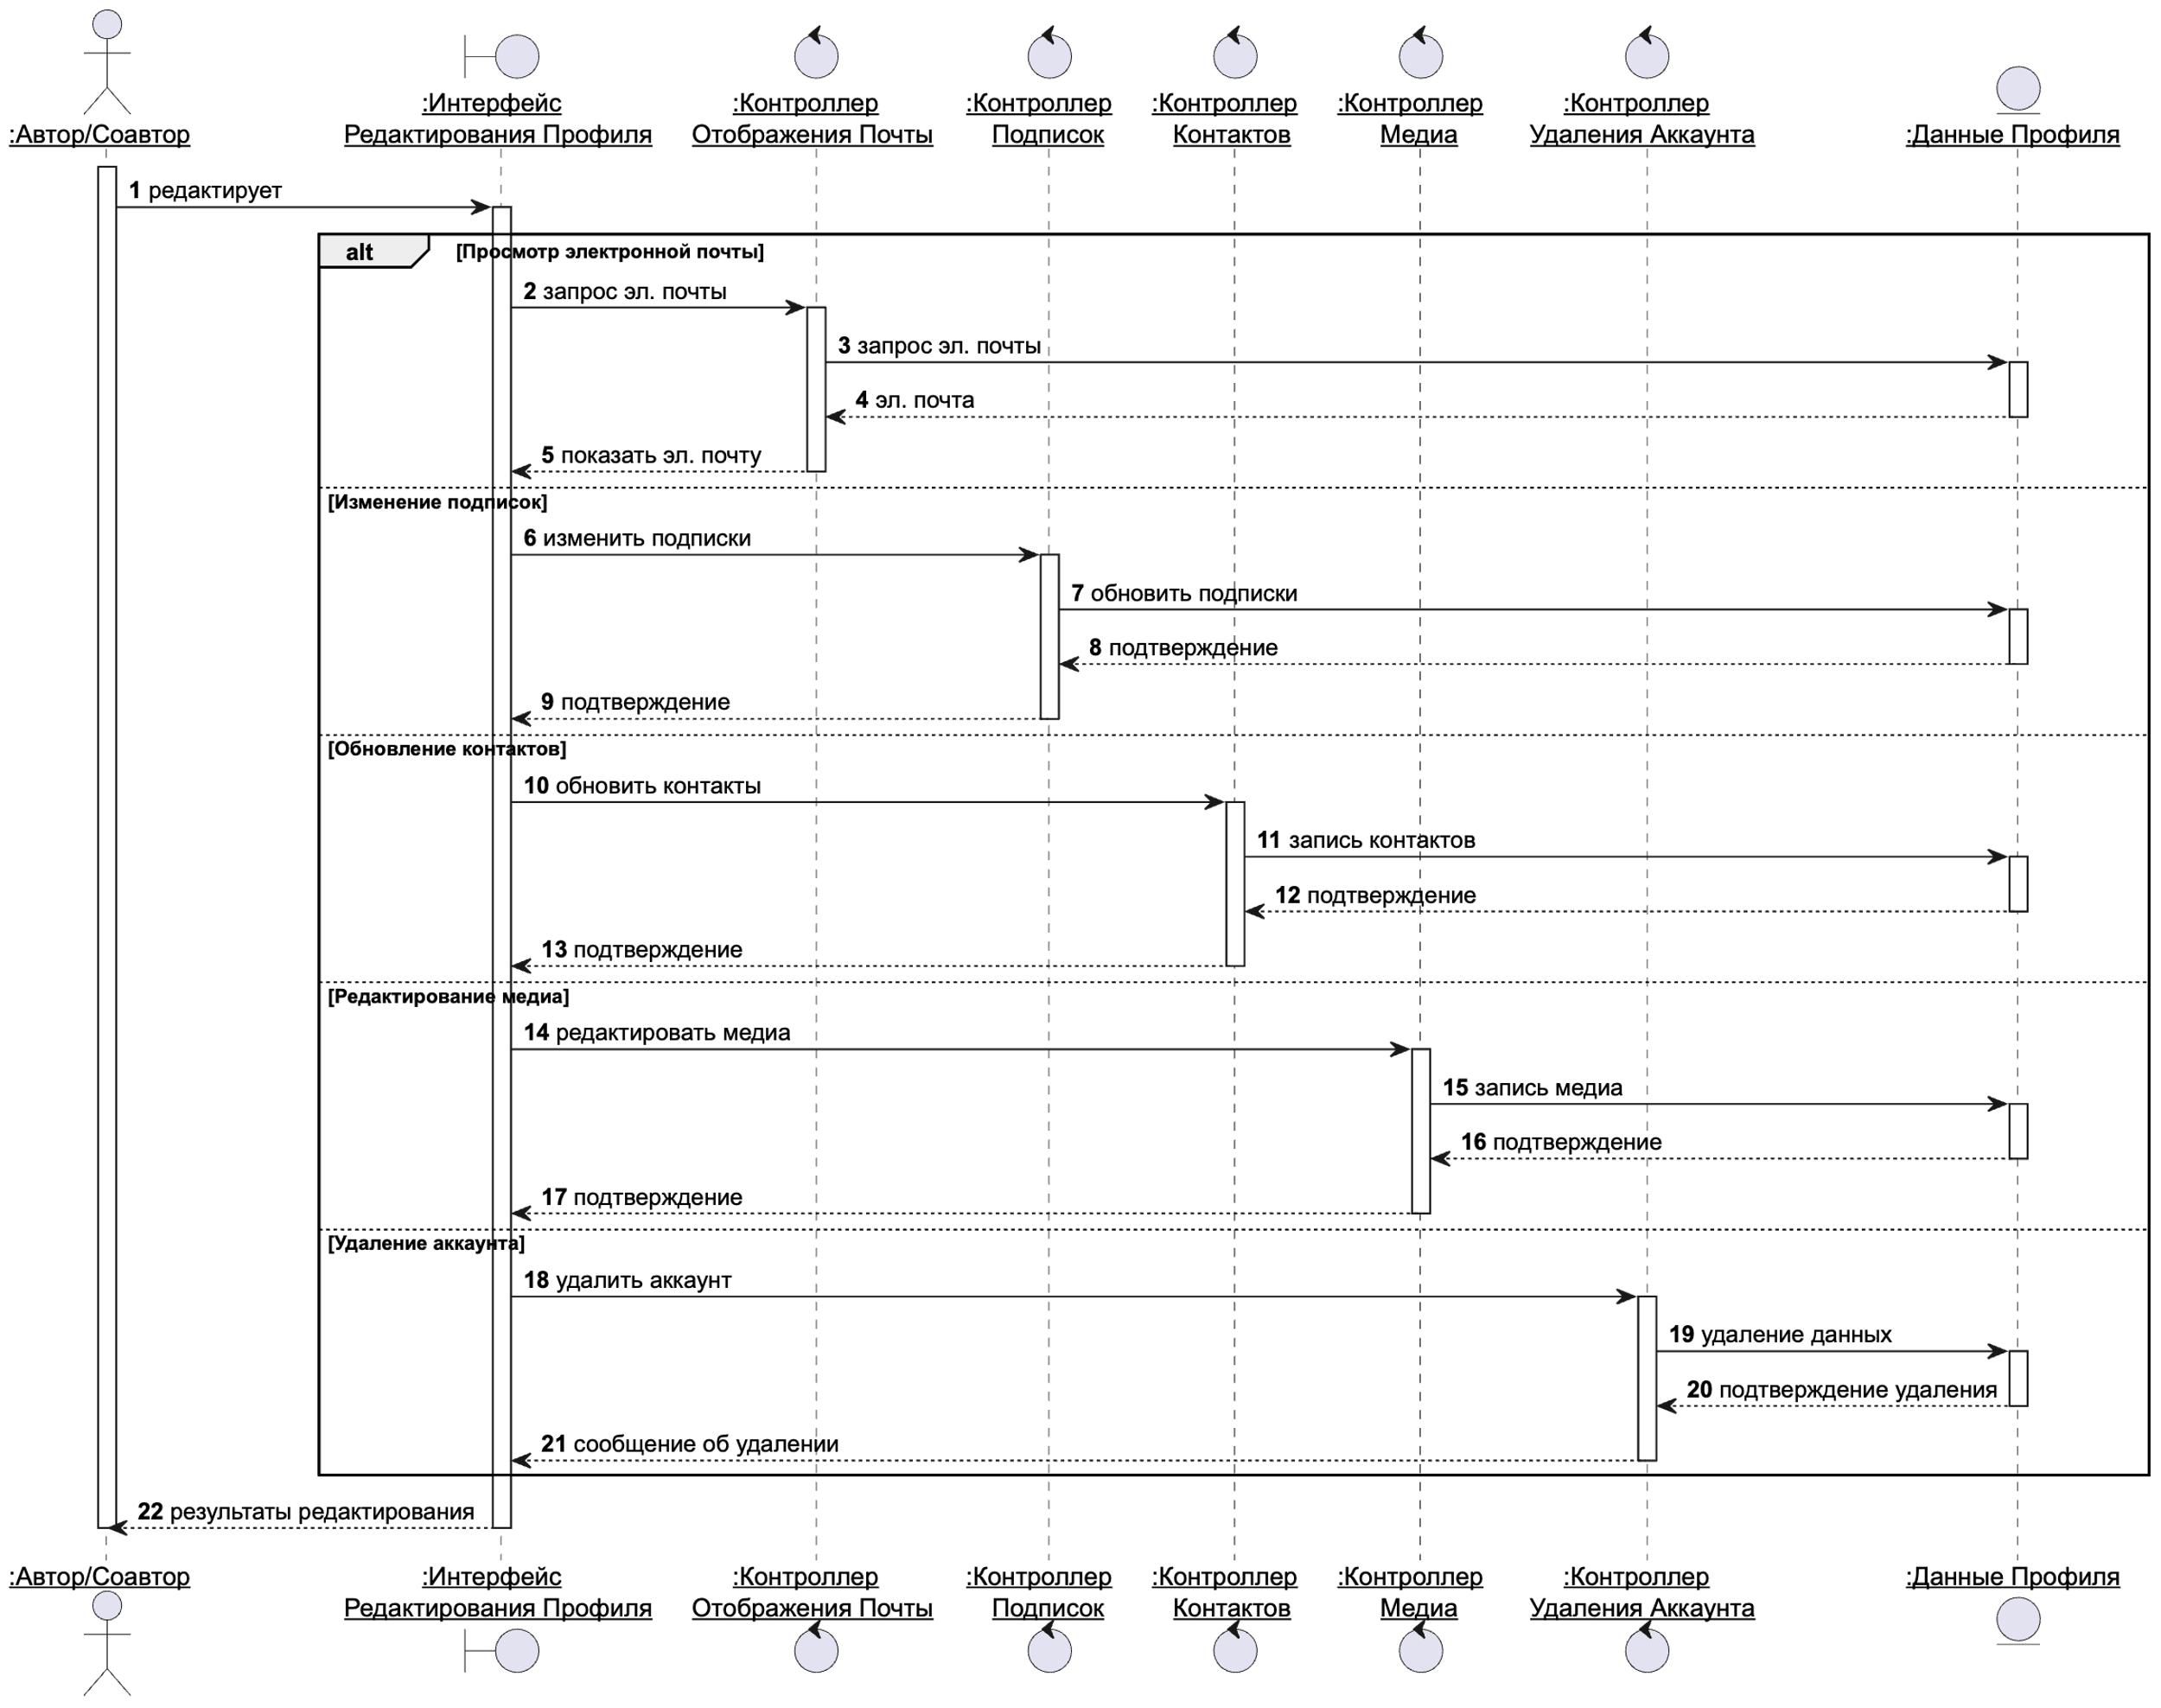 :Автор/Соавтор
:Интерфейс
Редактирования Профиля
:Контроллер
Отображения Почты
:Контроллер
Подписок
:Контроллер
Контактов
:Контроллер
Медиа
:Контроллер
Удаления Аккаунта
:Данные Профиля
1 редактирует
alt [Просмотр электронной почты]
2 запрос эл. почты
3 запрос эл. почты
4 эл. почта
5 показать эл. почту
[Изменение подписок]
6 изменить подписки
7 обновить подписки
8 подтверждение
9 подтверждение
[Обновление контактов]
10 обновить контакты
11 запись контактов
12 подтверждение
13 подтверждение
[Редактирование медиа]
14 редактировать медиа
15 запись медиа
16 подтверждение
17 подтверждение
[Удаление аккаунта]
18 удалить аккаунт
19 удаление данных
20 подтверждение удаления
21 сообщение об удалении
22 результаты редактирования
:Автор/Соавтор
:Интерфейс
Редактирования Профиля
:Контроллер
Отображения Почты
:Контроллер
Подписок
:Контроллер
Контактов
:Контроллер
Медиа
:Контроллер
Удаления Аккаунта
:Данные Профиля